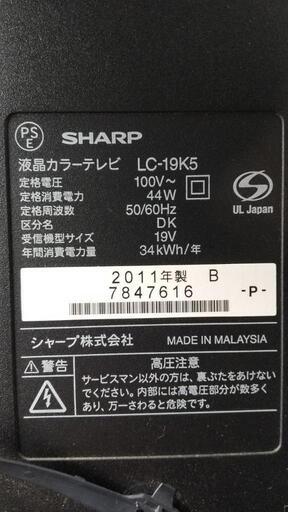 PS
E
SHARP
液晶カラーテレビ LC-19K5
定格電圧 100V~
定格消費電力 44W
定格周波数 50/60Hz
区分名 DK
受信機型サイズ 19V
年間消費電力量 34kWh/年
UL Japan
2011年製 B
7847616 -P-
シャープ株式会社 MADE IN MALAYSIA
警告 高圧注意
サービスマン以外の方は、裏ぶたをあけないで
ください。内部には高電圧部分が数多く
あり、万一さわると危険です。